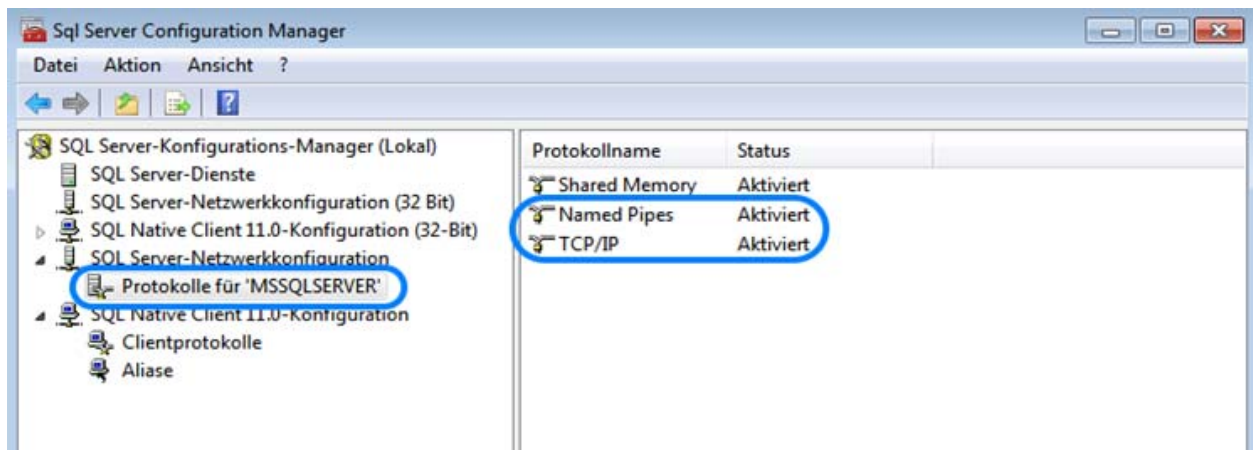 Sql Server Configuration Manager
Datei Aktion Ansicht ?
SQL Server-Konfigurations-Manager (Lokal)
SQL Server-Dienste
SQL Server-Netzwerkkonfiguration (32 Bit)
SQL Native Client 11.0-Konfiguration (32-Bit)
SQL Server-Netzwerkkonfiguration
Protokolle für 'MSSQLSERVER'
SQL Native Client 11.0-Konfiguration
Clientprotokolle
Aliase
Protokollname Status
Shared Memory Aktiviert
Named Pipes Aktiviert
TCP/IP Aktiviert